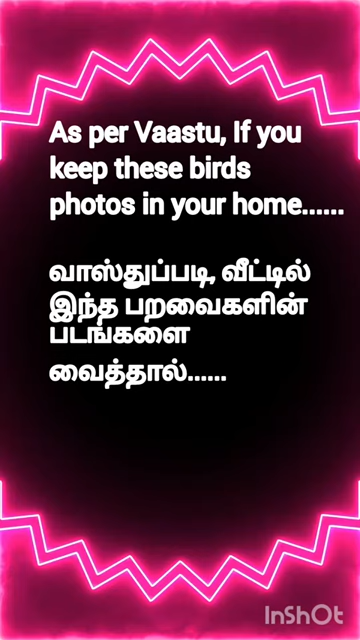 As per Vaastu, If you
keep these birds
photos in your home......
வாஸ்துப்படி, வீட்டில்
இந்த பறவைகளின்
படங்களை
வைத்தால்......
InShOt